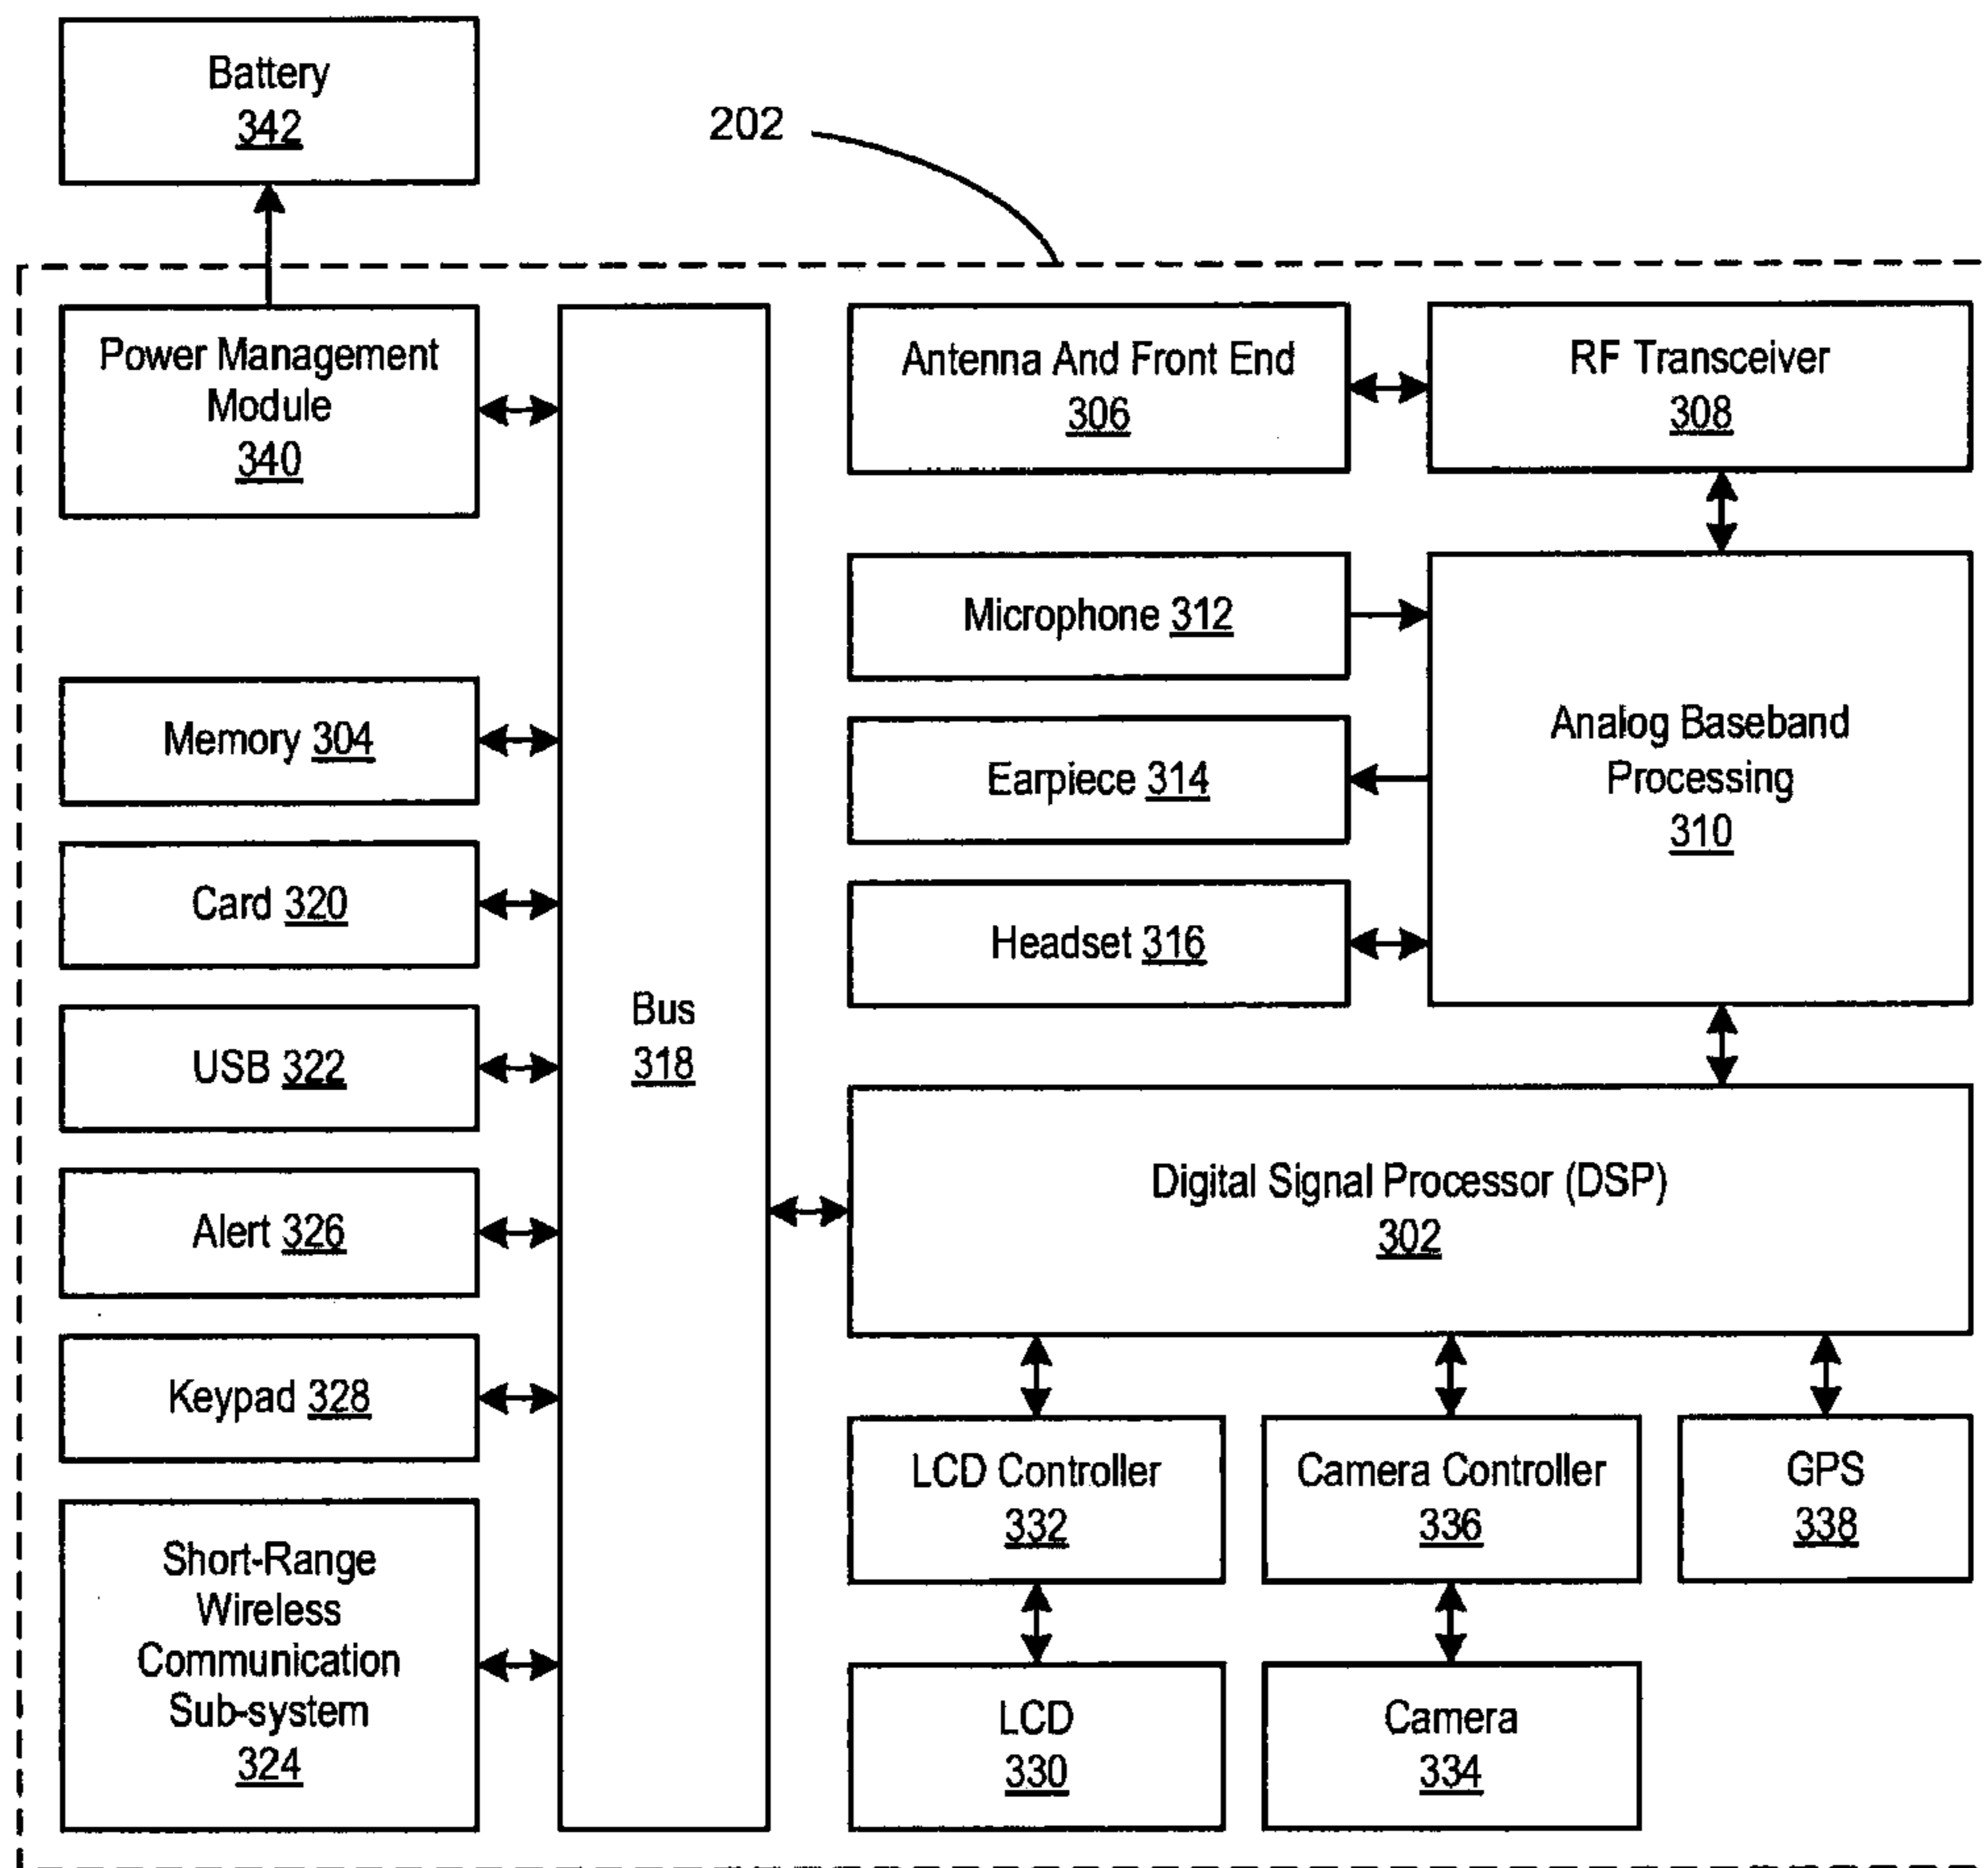 Battery
342
202
Power Management
Module
340
Antenna And Front End
306
RF Transceiver
308
Microphone 312
Memory 304
Earpiece 314
Analog Baseband
Processing
310
Card 320
Headset 316
Bus
318
USB 322
Alert 326
Digital Signal Processor (DSP)
302
Keypad 328
LCD Controller
332
Camera Controller
336
GPS
338
Short-Range
Wireless
Communication
Sub-system
324
LCD
330
Camera
334